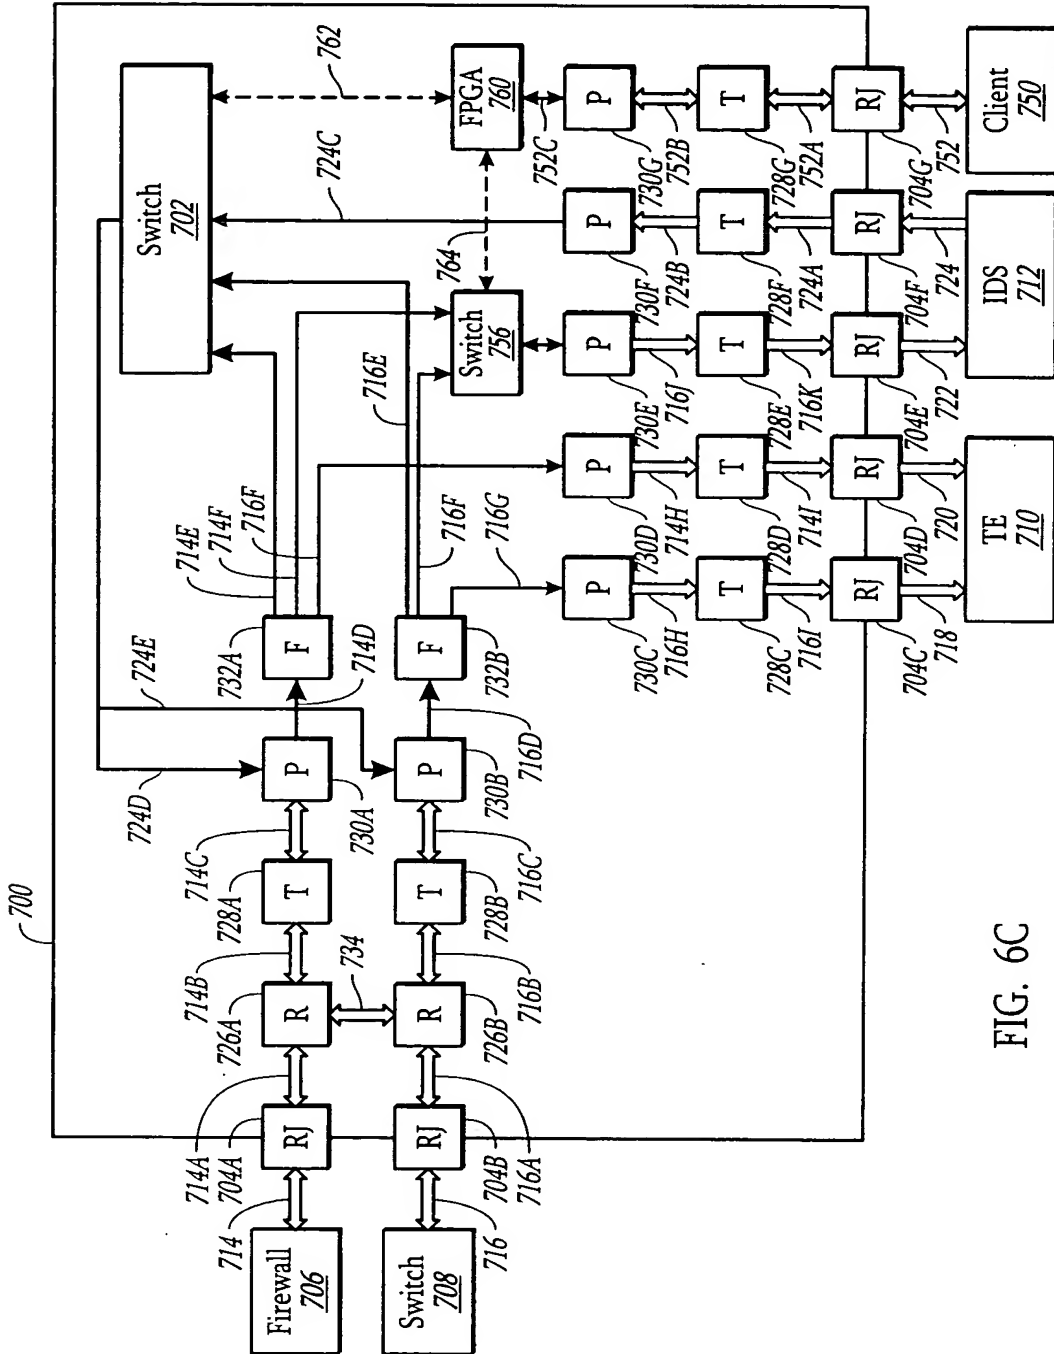 700
Switch
702
762
724C
FPGA
760
752C
764
Switch
756
716E
714E
714F
716F
716F
716G
724E
724D
732A
F
714D
732B
F
716D
730A
P
730B
P
714C
716C
728A
T
728B
T
714B
716B
734
726A
R
726B
R
714A
716A
704A
RJ
704B
RJ
714
716
Firewall
706
Switch
708
P
730C
716H
T
728C
716I
RJ
704C
718
P
730D
714H
T
728D
714I
RJ
704D
720
TE
710
P
730E
716J
T
728E
716K
RJ
704E
722
P
730F
724B
T
728F
724A
RJ
704F
724
IDS
712
P
730G
752B
T
728G
752A
RJ
704G
752
Client
750
FIG. 6C